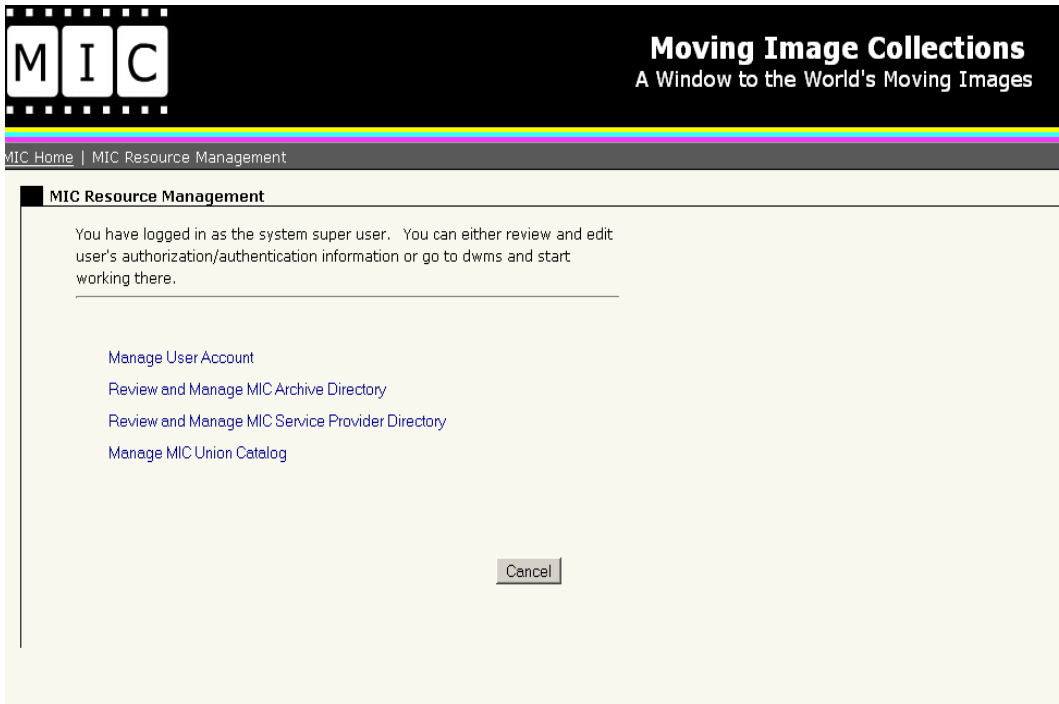 MIC
Moving Image Collections
A Window to the World's Moving Images
MIC Home | MIC Resource Management
MIC Resource Management
You have logged in as the system super user. You can either review and edit
user's authorization/authentication information or go to dwms and start
working there.
Manage User Account
Review and Manage MIC Archive Directory
Review and Manage MIC Service Provider Directory
Manage MIC Union Catalog
Cancel